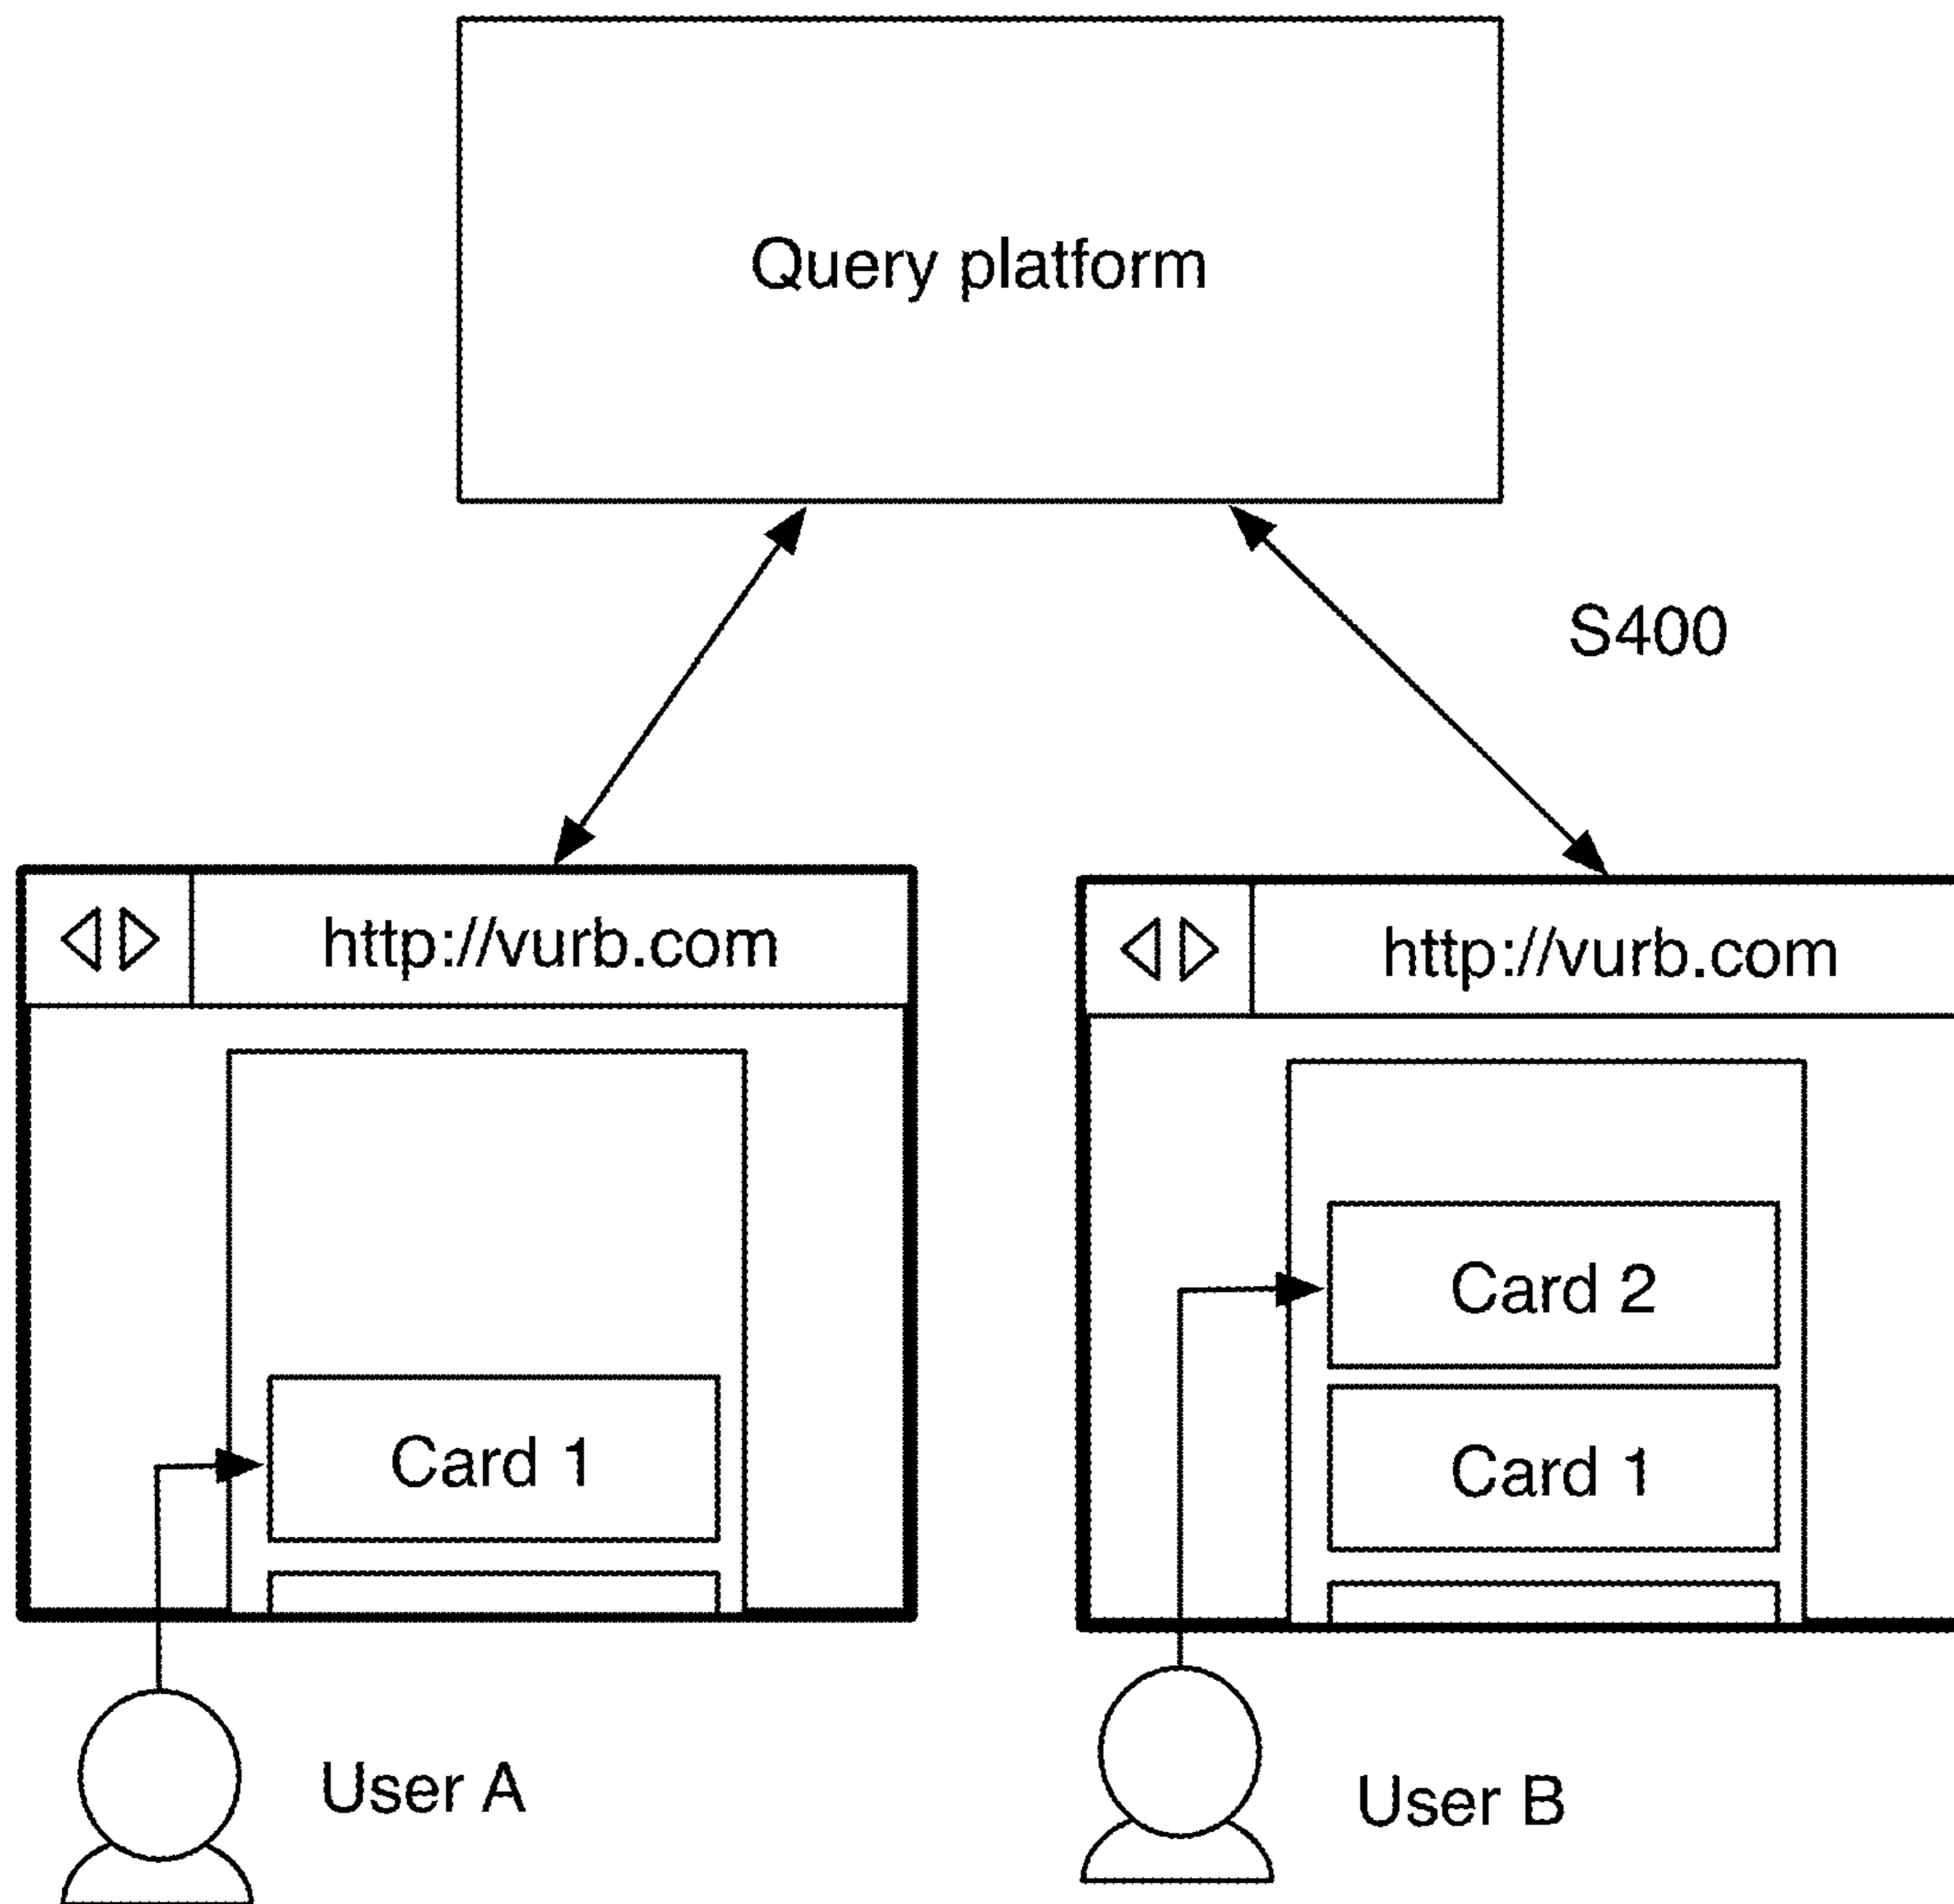 Query platform
S400
http://vurb.com
http://vurb.com
Card 2
Card 1
Card 1
User A
User B